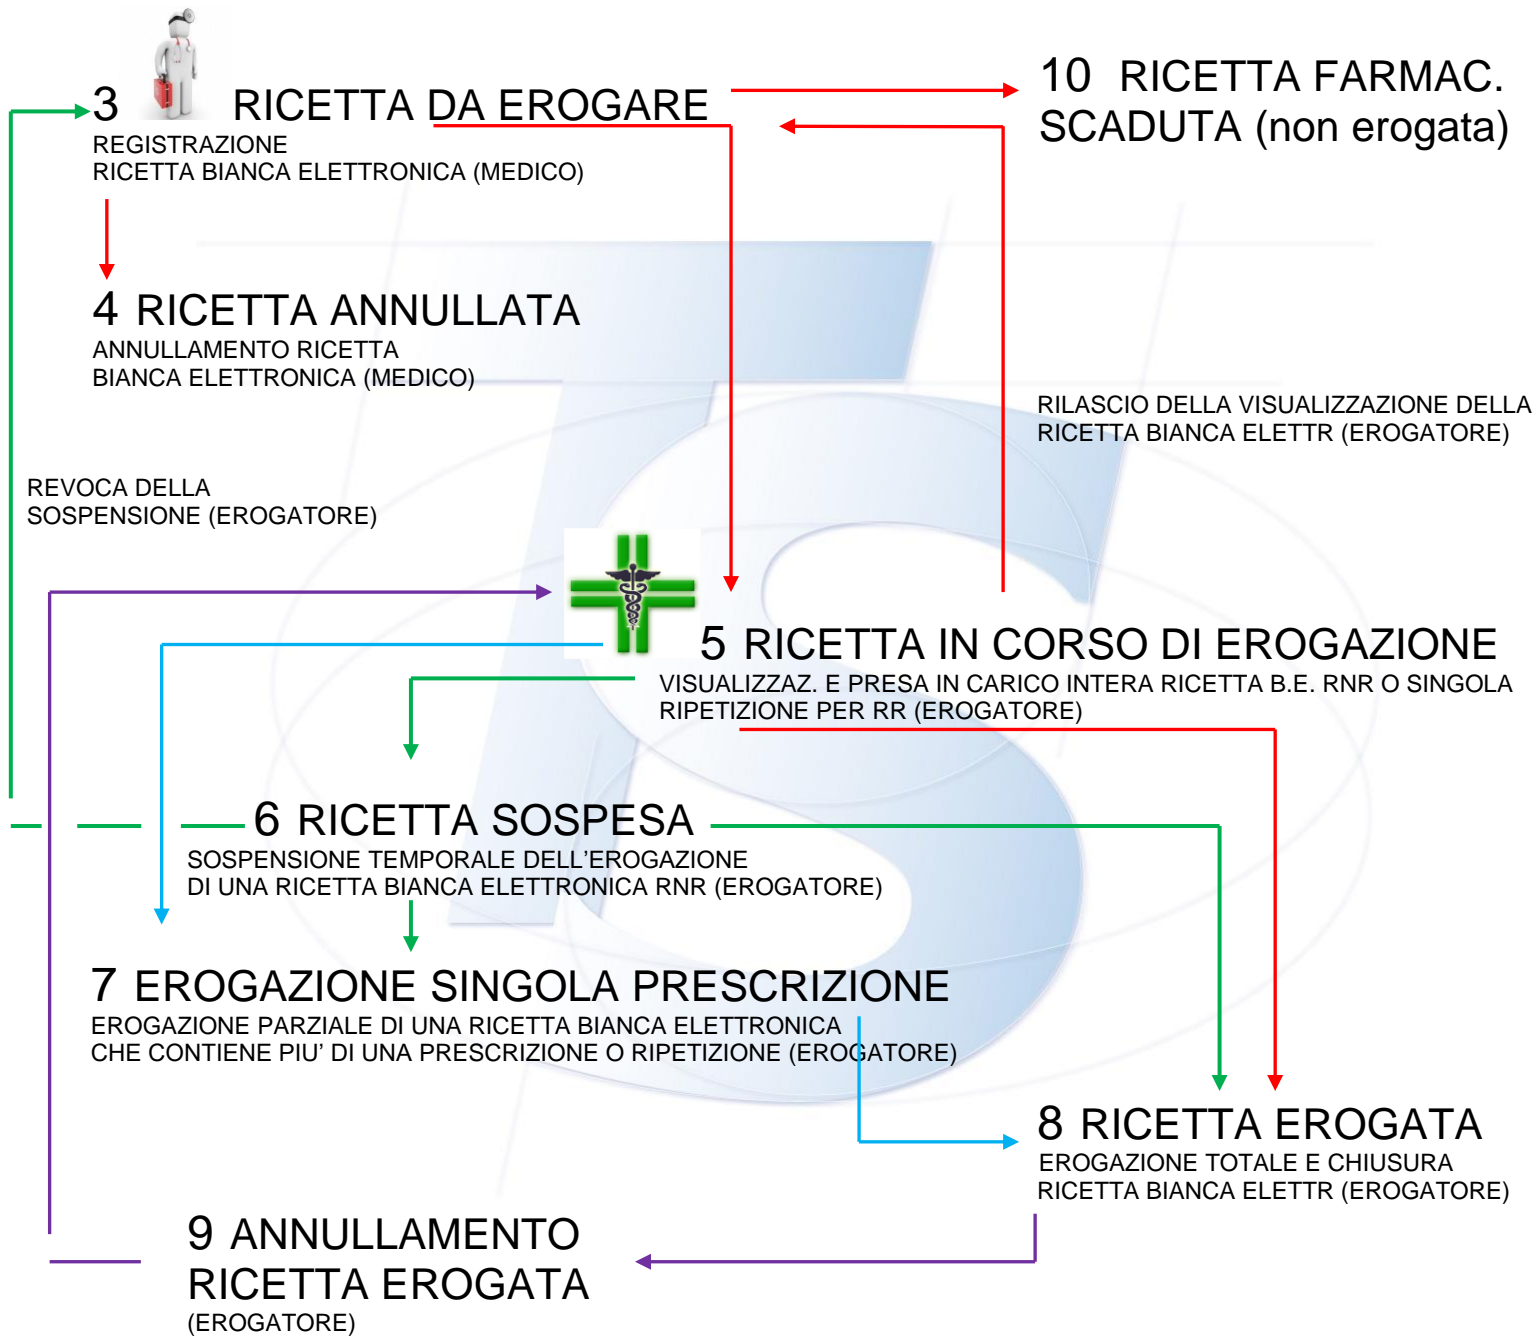 3 RICETTA DA EROGARE
REGISTRAZIONE
RICETTA BIANCA ELETTRONICA (MEDICO)
10 RICETTA FARMAC.
SCADUTA (non erogata)
4 RICETTA ANNULLATA
ANNULLAMENTO RICETTA
BIANCA ELETTRONICA (MEDICO)
RILASCIO DELLA VISUALIZZAZIONE DELLA
RICETTA BIANCA ELETTR (EROGATORE)
REVOCA DELLA
SOSPENSIONE (EROGATORE)
5 RICETTA IN CORSO DI EROGAZIONE
VISUALIZZAZ. E PRESA IN CARICO INTERA RICETTA B.E. RNR O SINGOLA
RIPETIZIONE PER RR (EROGATORE)
6 RICETTA SOSPESA
SOSPENSIONE TEMPORALE DELL'EROGAZIONE
DI UNA RICETTA BIANCA ELETTRONICA RNR (EROGATORE)
7 EROGAZIONE SINGOLA PRESCRIZIONE
EROGAZIONE PARZIALE DI UNA RICETTA BIANCA ELETTRONICA
CHE CONTIENE PIU' DI UNA PRESCRIZIONE O RIPETIZIONE (EROGATORE)
8 RICETTA EROGATA
EROGAZIONE TOTALE E CHIUSURA
RICETTA BIANCA ELETTR (EROGATORE)
9 ANNULLAMENTO
RICETTA EROGATA
(EROGATORE)
TS